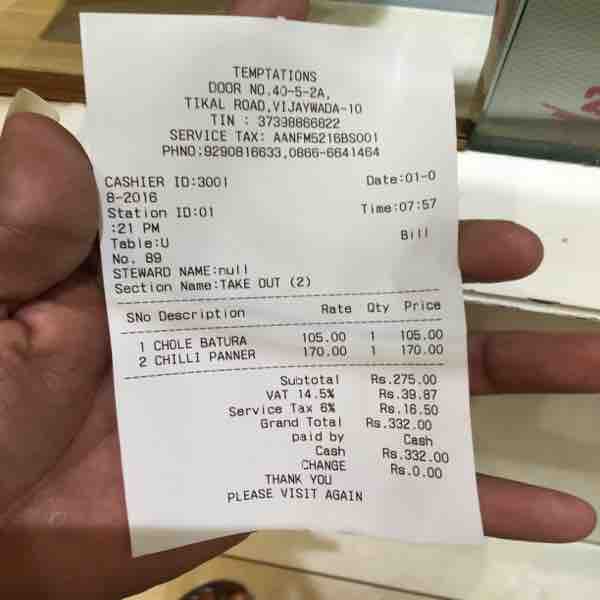 TEMPTATIONS
DOOR NO.40-5-2A,
TIKAL ROAD,VIJAYWADA-10
TIN : 37398866822
SERVICE TAX: AANFM5216BS001
PHNO:9290816633,0866-6641464
CASHIER ID:3001 Date:01-0
8-2016
Station ID:01 Time:07:57
:21 PM
Table:U Bill
No. 89
STEWARD NAME:null
Section Name:TAKE OUT (2)
SNo Description Rate Qty Price
1 CHOLE BATURA 105.00 1 105.00
2 CHILLI PANNER 170.00 1 170.00
Subtotal Rs.275.00
VAT 14.5% Rs.39.87
Service Tax 6% Rs.16.50
Grand Total Rs.332.00
paid by Cash
Cash Rs.332.00
CHANGE Rs.0.00
THANK YOU
PLEASE VISIT AGAIN